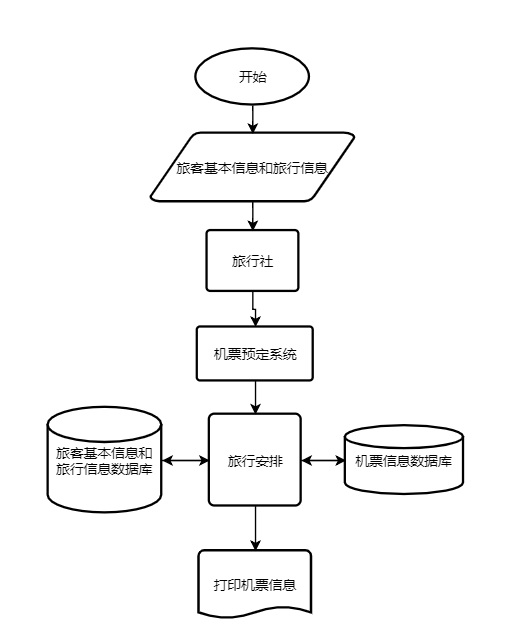 开始
旅客基本信息和旅行信息
旅行社
机票预定系统
旅客基本信息和
旅行信息数据库
旅行安排
机票信息数据库
打印机票信息